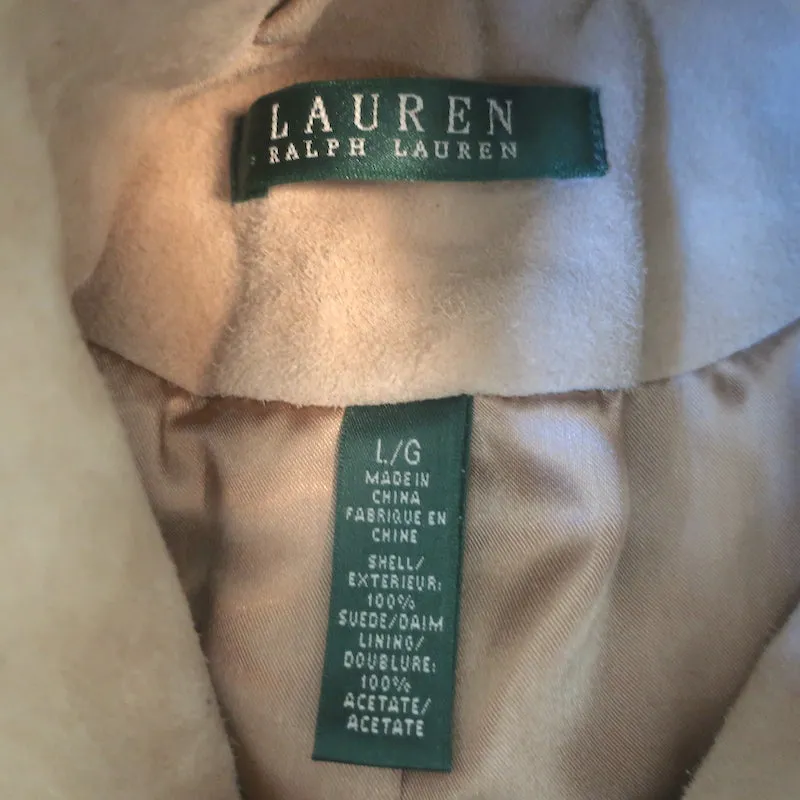 LAUREN
RALPH LAUREN
L/G
MADE IN
CHINA
FABRIQUE EN
CHINE
SHELL/
EXTERIEUR:
100%
SUEDE/DAIM
LINING/
DOUBLURE:
100%
ACETATE/
ACETATE